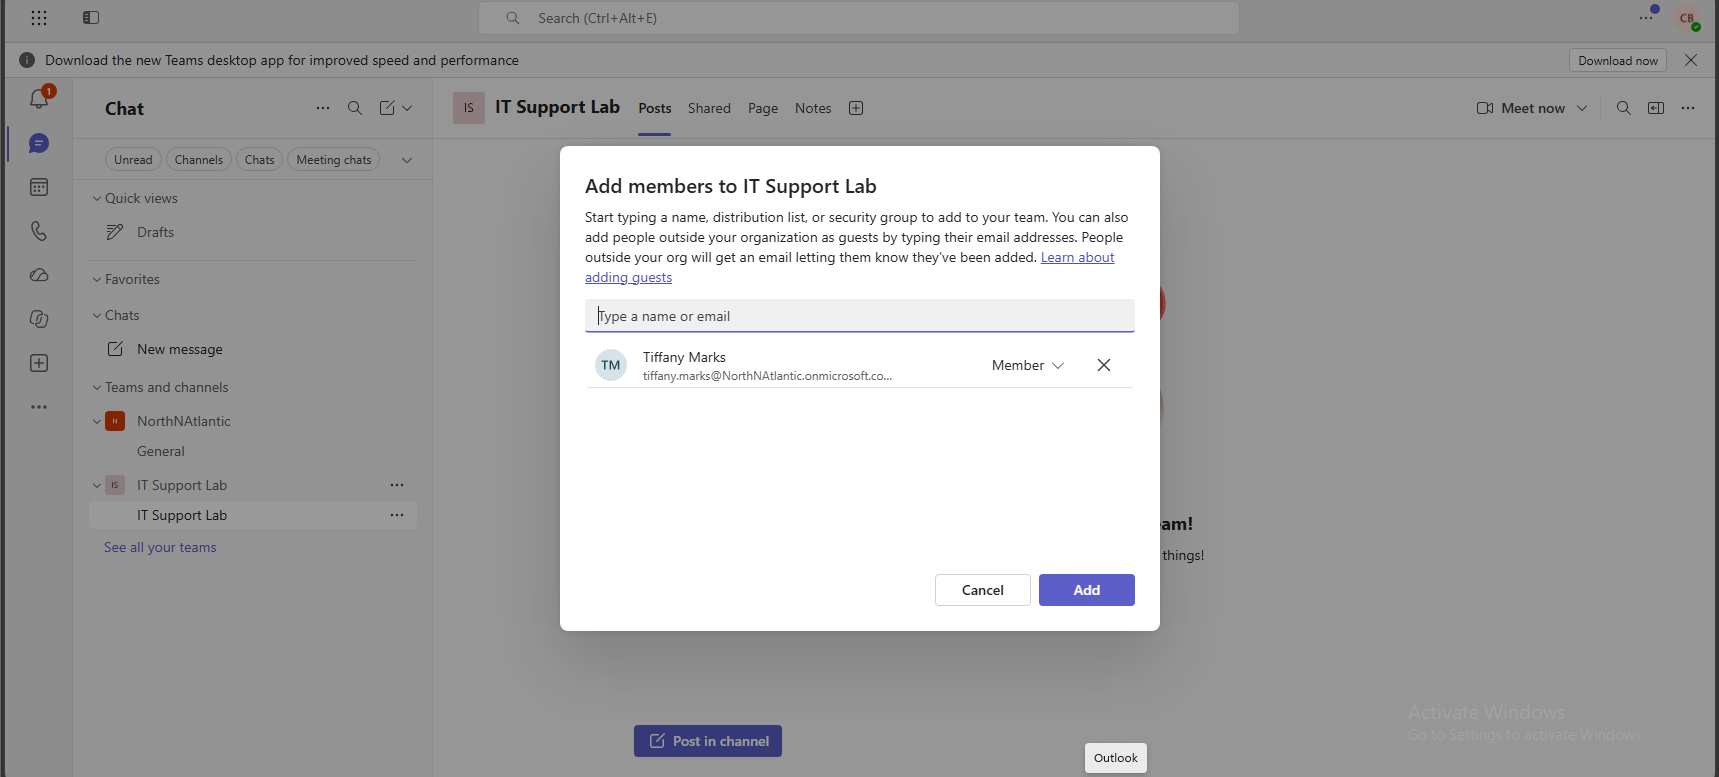 Search (Ctrl+Alt+E)
CB
Download the new Teams desktop app for improved speed and performance
Download now
1
Chat
IS
IT Support Lab
Posts
Shared
Page
Notes
Meet now
Unread
Channels
Chats
Meeting chats
Quick views
Drafts
Favorites
Chats
New message
Teams and channels
N
NorthNAtlantic
General
IS
IT Support Lab
IT Support Lab
See all your teams
Add members to IT Support Lab
Start typing a name, distribution list, or security group to add to your team. You can also
add people outside your organization as guests by typing their email addresses. People
outside your org will get an email letting them know they've been added. Learn about
adding guests
Type a name or email
TM
Tiffany Marks
tiffany.marks@NorthNAtlantic.onmicrosoft.co...
Member
Cancel
Add
eam!
things!
Post in channel
Outlook
Activate Windows
Go to Settings to activate Windows.